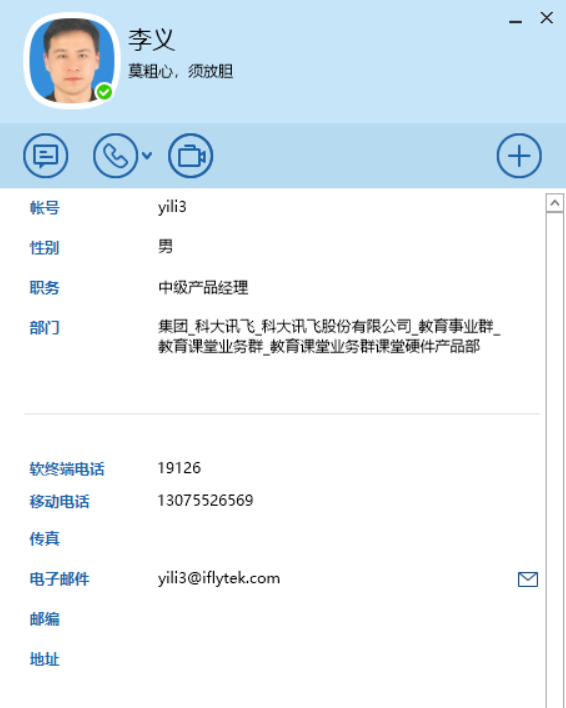 李义
莫粗心，须放胆
帐号 yili3
性别 男
职务 中级产品经理
部门 集团_科大讯飞_科大讯飞股份有限公司_教育事业群_
教育课堂业务群_教育课堂业务群课堂硬件产品部
软终端电话 19126
移动电话 13075526569
传真
电子邮件 yili3@iflytek.com
邮编
地址